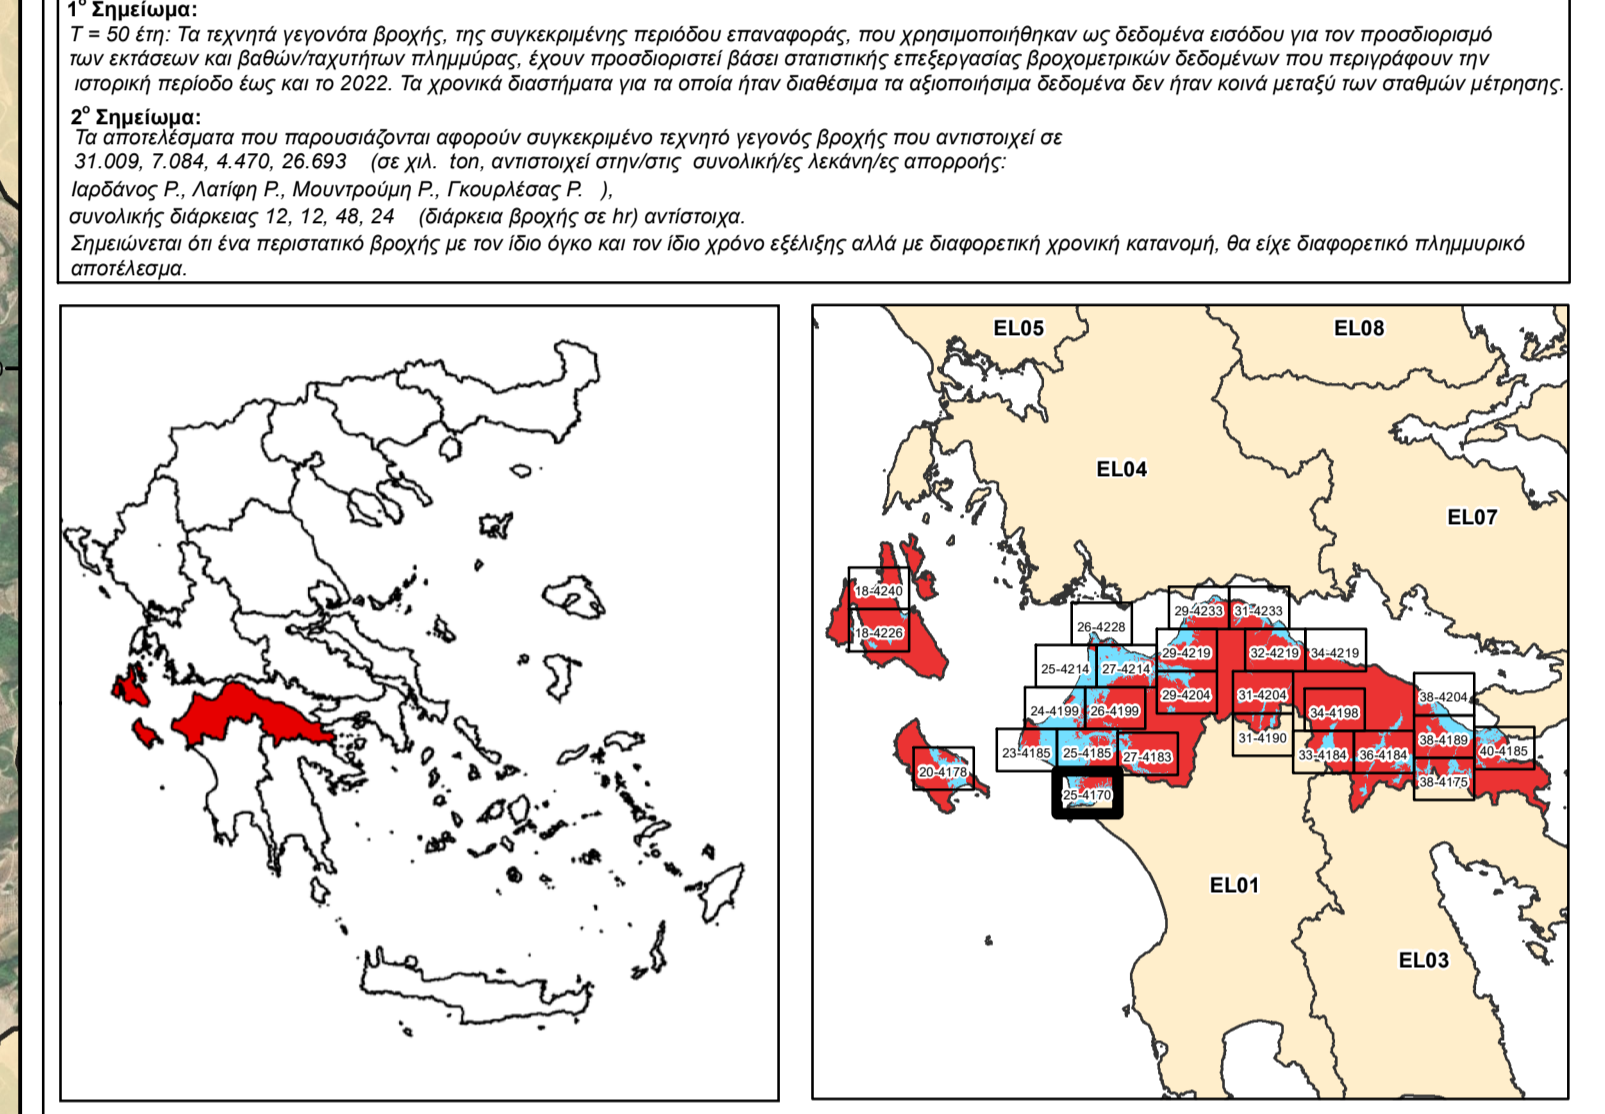 1º Σημείωμα:
T = 50 έτη: Τα τεχνητά γεγονότα βροχής, της συγκεκριμένης περιόδου επαναφοράς, που χρησιμοποιήθηκαν ως δεδομένα εισόδου για τον προσδιορισμό
των εκτάσεων και βαθών/ταχυτήτων πλημμύρας, έχουν προσδιοριστεί βάσει στατιστικής επεξεργασίας βροχομετρικών δεδομένων που περιγράφουν την
ιστορική περίοδο έως και το 2022. Τα χρονικά διαστήματα για τα οποία ήταν διαθέσιμα τα αξιοποιήσιμα δεδομένα δεν ήταν κοινά μεταξύ των σταθμών μέτρησης.
2º Σημείωμα:
Τα αποτελέσματα που παρουσιάζονται αφορούν συγκεκριμένο τεχνητό γεγονός βροχής που αντιστοιχεί σε
31.009, 7.084, 4.470, 26.693 (σε χιλ. ton, αντιστοιχεί στην/στις συνολική/ες λεκάνη/ες απορροής:
Ιαρδάνος Ρ., Λατίφη Ρ., Μουντρούμη Ρ., Γκουρλέσας Ρ. ),
συνολικής διάρκειας 12, 12, 48, 24 (διάρκεια βροχής σε hr) αντίστοιχα.
Σημειώνεται ότι ένα περιστατικό βροχής με τον ίδιο όγκο και τον ίδιο χρόνο εξέλιξης αλλά με διαφορετική χρονική κατανομή, θα είχε διαφορετικό πλημμυρικό
αποτέλεσμα.
EL05
EL08
EL04
EL07
18-4240
18-4226
29-4233
31-4233
26-4228
29-4219
32-4219
34-4219
25-4214
27-4214
29-4204
31-4204
38-4204
24-4199
26-4199
34-4198
31-4190
38-4189
23-4185
25-4185
27-4183
33-4184
36-4184
40-4185
20-4178
38-4175
25-4170
EL01
EL03